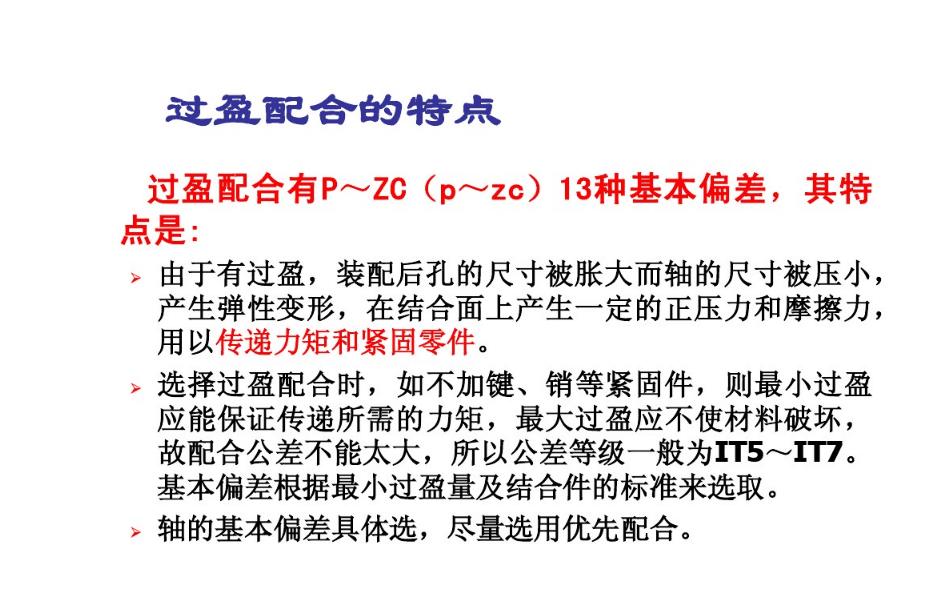 过盈配合的特点
过盈配合有P～ZC（p～zc）13种基本偏差，其特
点是:
由于有过盈，装配后孔的尺寸被胀大而轴的尺寸被压小，
产生弹性变形，在结合面上产生一定的正压力和摩擦力，
用以传递力矩和紧固零件。
选择过盈配合时，如不加键、销等紧固件，则最小过盈
应能保证传递所需的力矩，最大过盈应不使材料破坏，
故配合公差不能太大，所以公差等级一般为IT5～IT7。
基本偏差根据最小过盈量及结合件的标准来选取。
轴的基本偏差具体选，尽量选用优先配合。